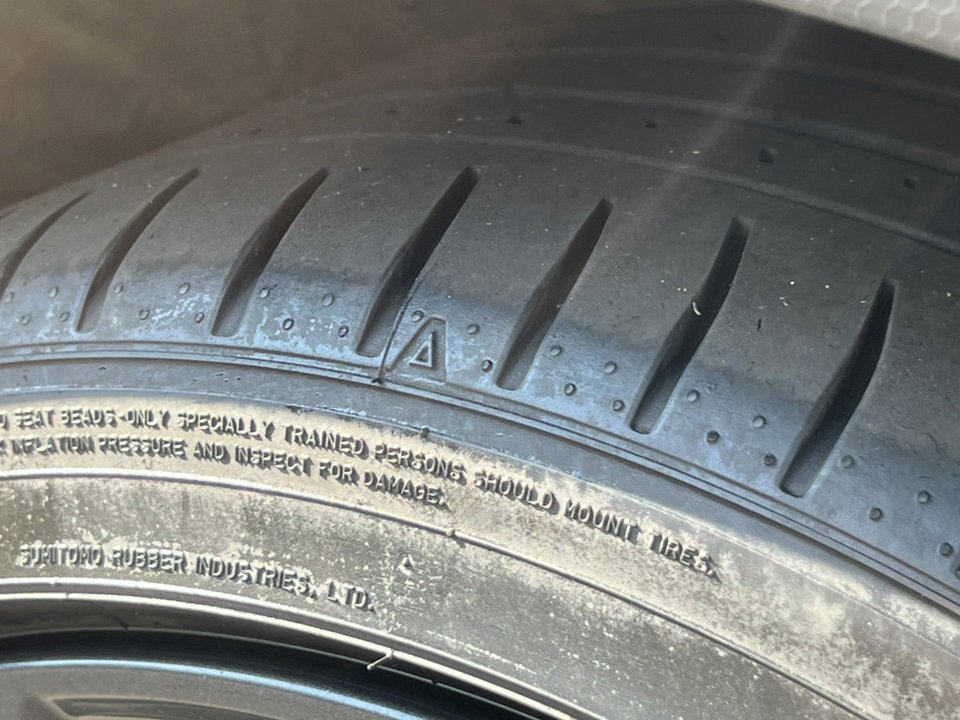 SEAT BEADS-ONLY SPECIALLY TRAINED PERSONS SHOULD MOUNT TIRES.
INFLATION PRESSURE AND INSPECT FOR DAMAGE.
SUMITOMO RUBBER INDUSTRIES, LTD.